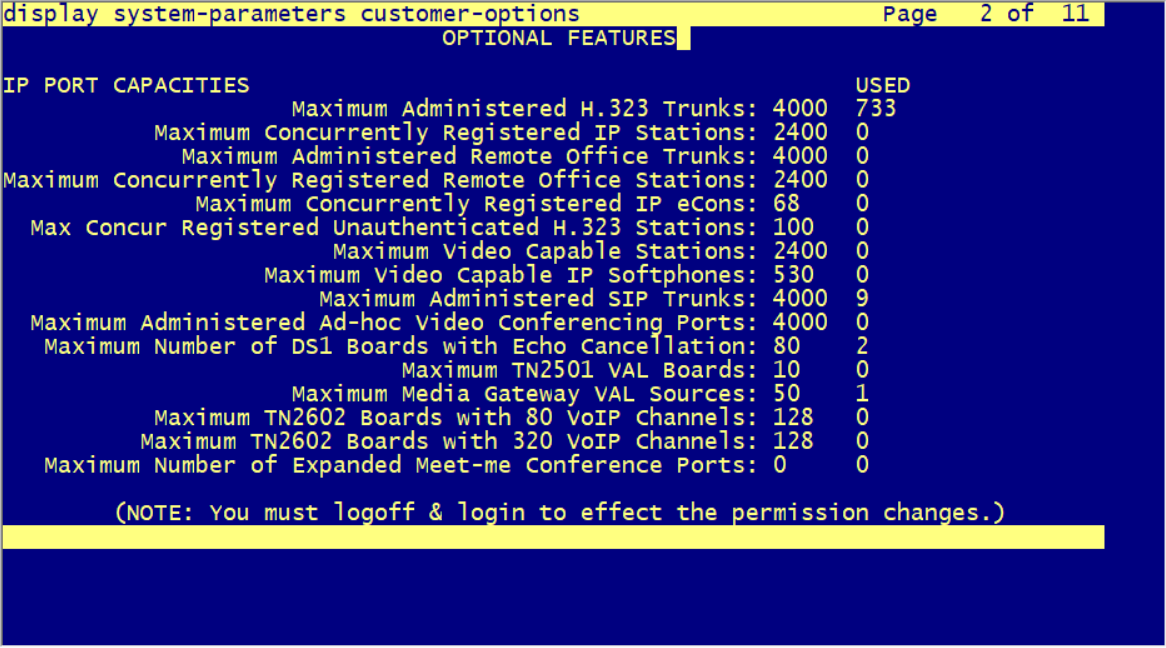 display system-parameters customer-options Page 2 of 11
OPTIONAL FEATURES
IP PORT CAPACITIES USED
Maximum Administered H.323 Trunks: 4000 733
Maximum Concurrently Registered IP Stations: 2400 0
Maximum Administered Remote Office Trunks: 4000 0
Maximum Concurrently Registered Remote Office Stations: 2400 0
Maximum Concurrently Registered IP eCons: 68 0
Max Concur Registered Unauthenticated H.323 Stations: 100 0
Maximum Video Capable Stations: 2400 0
Maximum Video Capable IP Softphones: 530 0
Maximum Administered SIP Trunks: 4000 9
Maximum Administered Ad-hoc Video Conferencing Ports: 4000 0
Maximum Number of DS1 Boards with Echo Cancellation: 80 2
Maximum TN2501 VAL Boards: 10 0
Maximum Media Gateway VAL Sources: 50 1
Maximum TN2602 Boards with 80 VoIP Channels: 128 0
Maximum TN2602 Boards with 320 VoIP Channels: 128 0
Maximum Number of Expanded Meet-me Conference Ports: 0 0
(NOTE: You must logoff & login to effect the permission changes.)